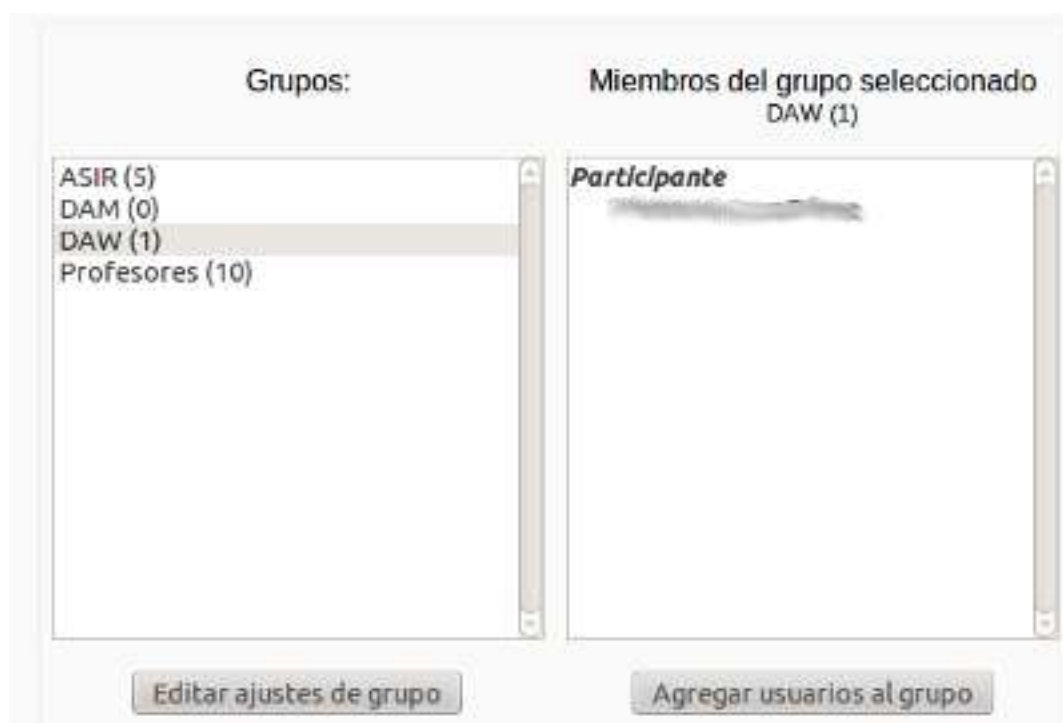 Grupos:
ASIR (5)
DAM (0)
DAW (1)
Profesores (10)
Editar ajustes de grupo
Miembros del grupo seleccionado
DAW (1)
Participante
Agregar usuarios al grupo